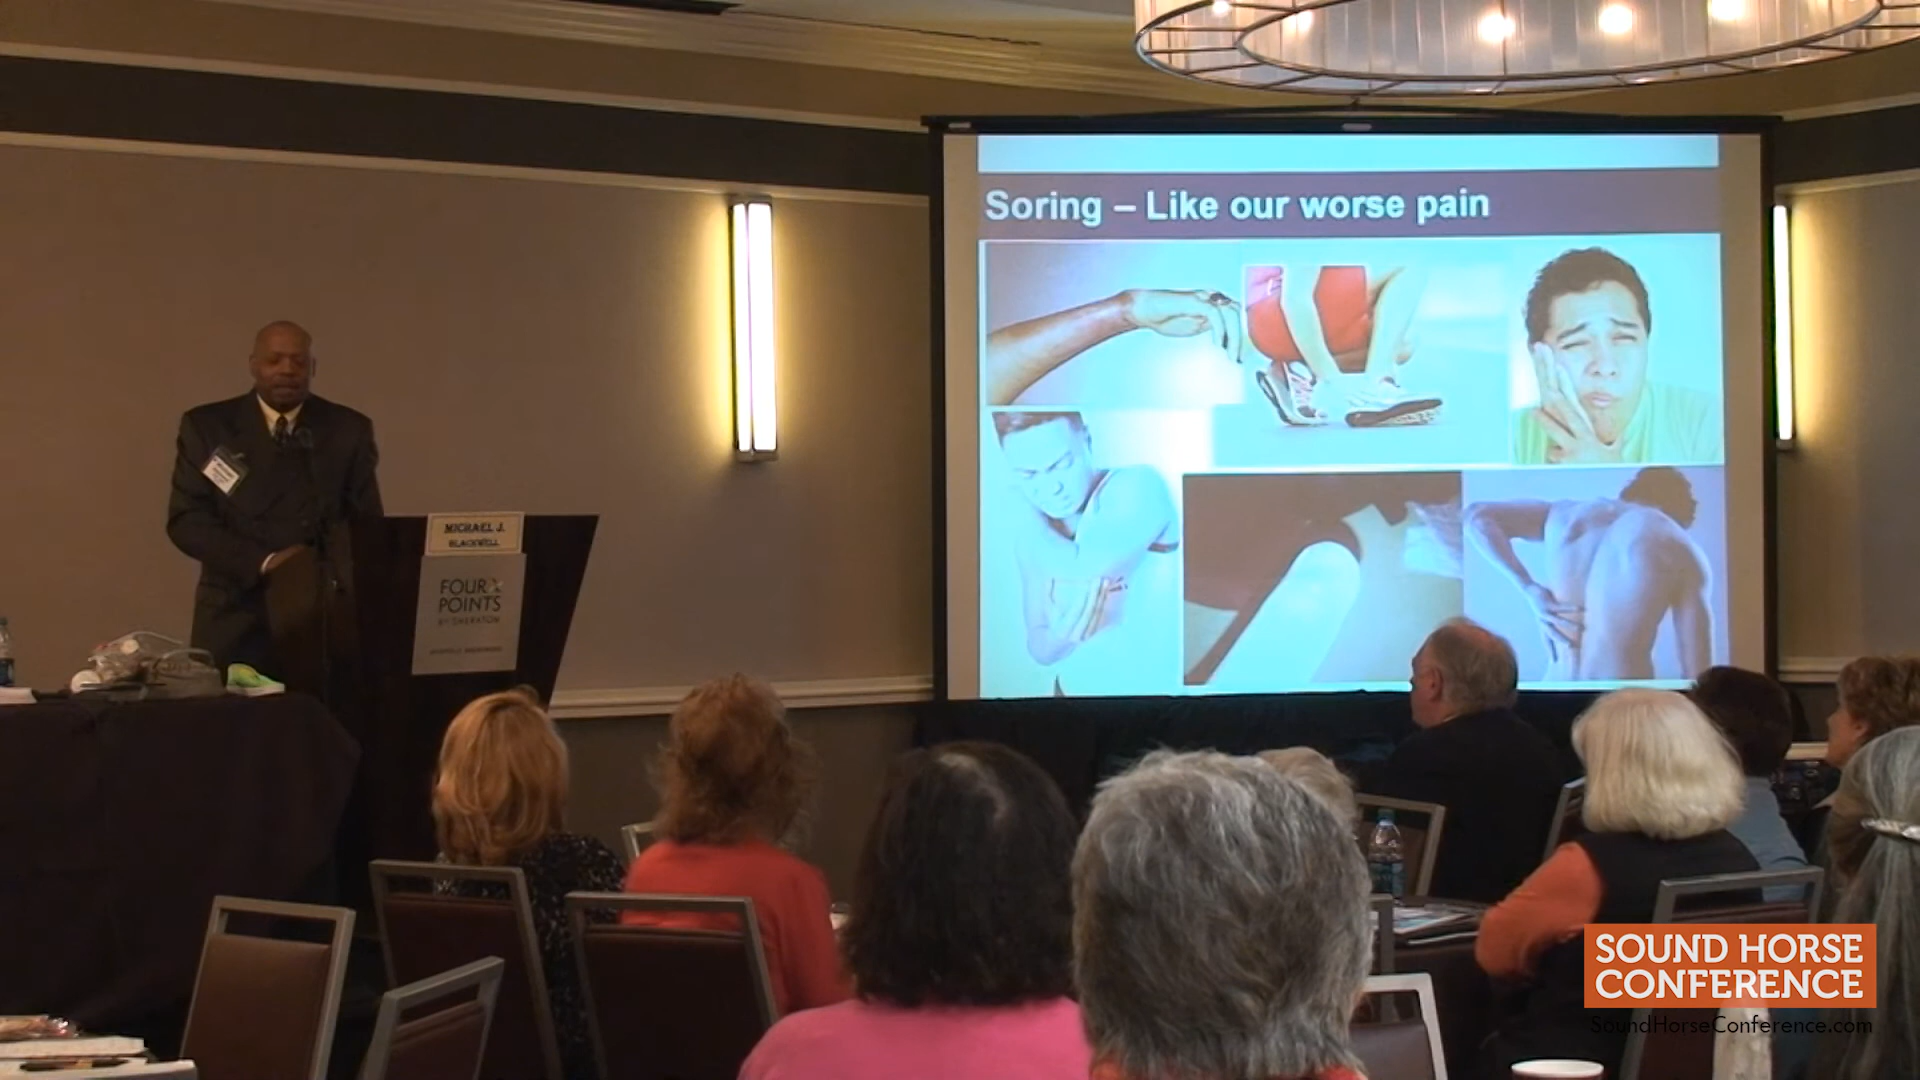 Soring – Like our worse pain
MICHAEL J.
BLACKWELL
FOUR
POINTS
BY SHERATON
SOUND HORSE
CONFERENCE
SoundHorseConference.com